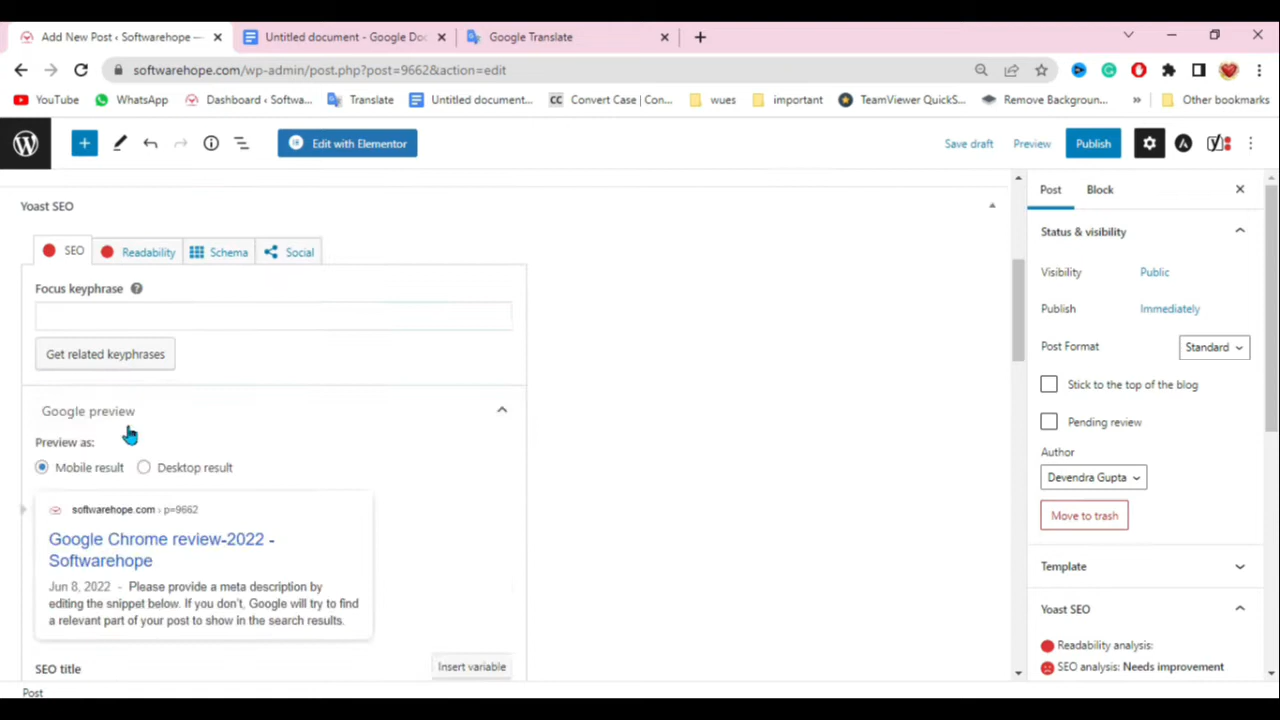 Add New Post ‹ Softwarehope —
Untitled document - Google Doc
Google Translate
softwarehope.com/wp-admin/post.php?post=9662&action=edit
YouTube
WhatsApp
Dashboard ‹ Softwa...
Translate
Untitled document...
CC Convert Case | Con...
wues
important
TeamViewer QuickS...
Remove Backgroun...
»
Other bookmarks
Edit with Elementor
Save draft
Preview
Publish
Yoast SEO
SEO
Readability
Schema
Social
Focus keyphrase
Get related keyphrases
Google preview
Preview as:
Mobile result
Desktop result
softwarehope.com › p=9662
Google Chrome review-2022 -
Softwarehope
Jun 8, 2022 - Please provide a meta description by
editing the snippet below. If you don't, Google will try to find
a relevant part of your post to show in the search results.
SEO title
Insert variable
Post
Post
Block
Status & visibility
Visibility
Public
Publish
Immediately
Post Format
Standard
Stick to the top of the blog
Pending review
Author
Devendra Gupta
Move to trash
Template
Yoast SEO
Readability analysis:
SEO analysis: Needs improvement